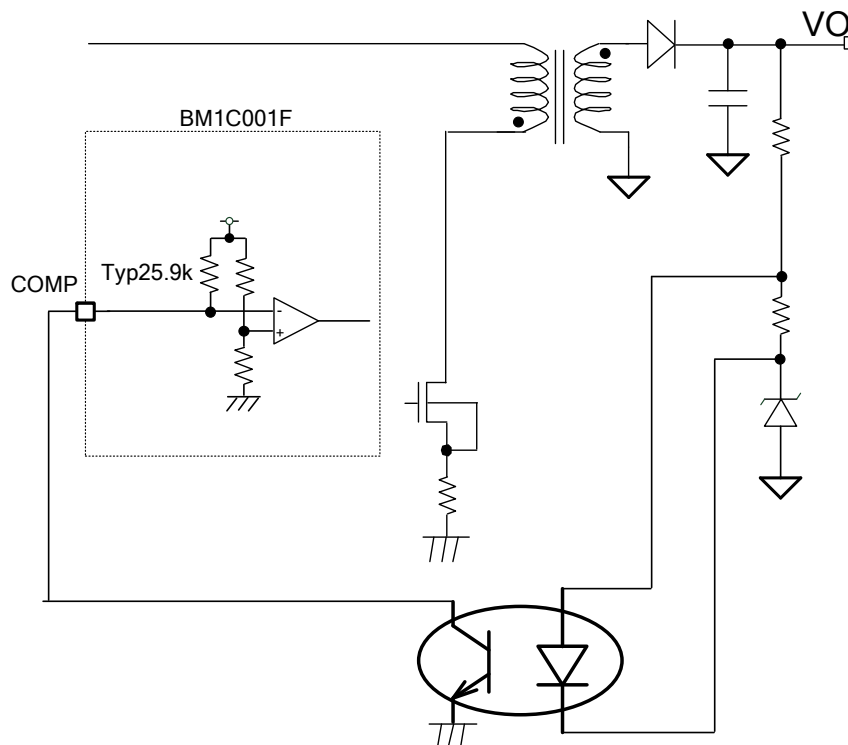 VO
BM1C001F
COMP
Typ25.9k
-
+